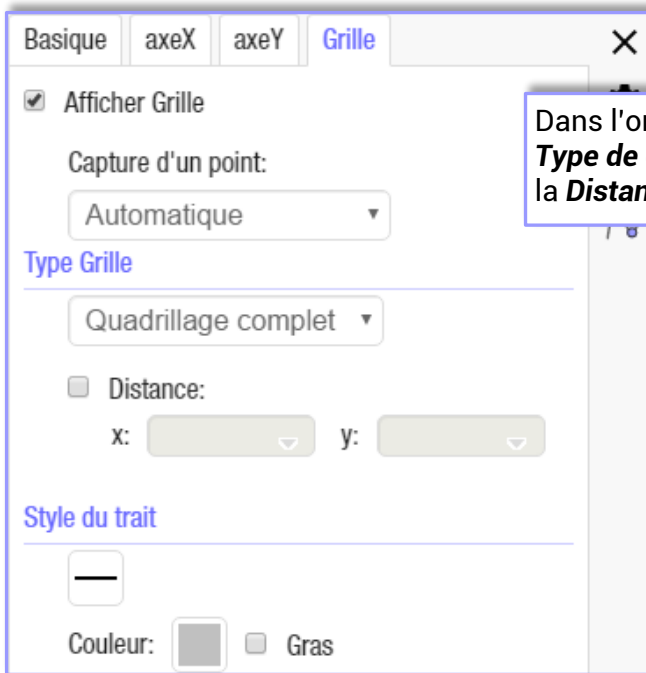 Basique axeX axeY Grille
Afficher Grille
Dans l'o
Type de
la Distan
Capture d'un point:
Automatique
Type Grille
Quadrillage complet
Distance:
x: y:
Style du trait
Couleur: Gras